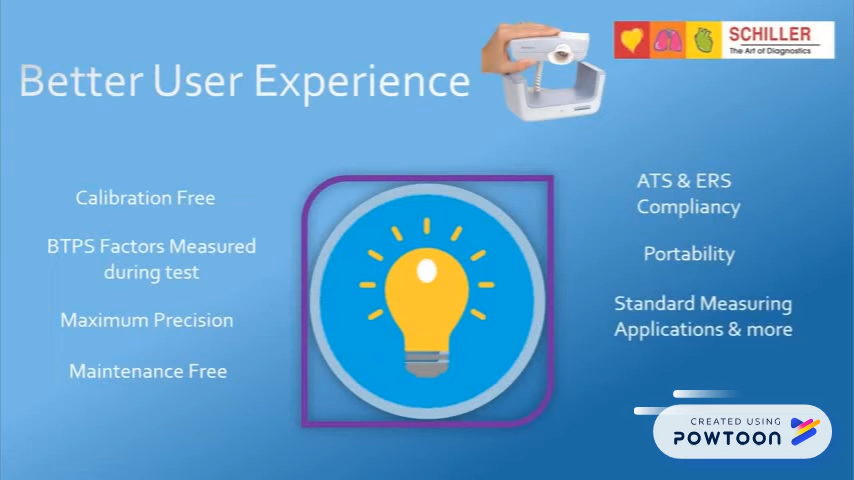 SCHILLER
The Art of Diagnostics
Better User Experience
Calibration Free
BTPS Factors Measured
during test
Maximum Precision
Maintenance Free
ATS & ERS
Compliancy
Portability
Standard Measuring
Applications & more
CREATED USING
POWTOON